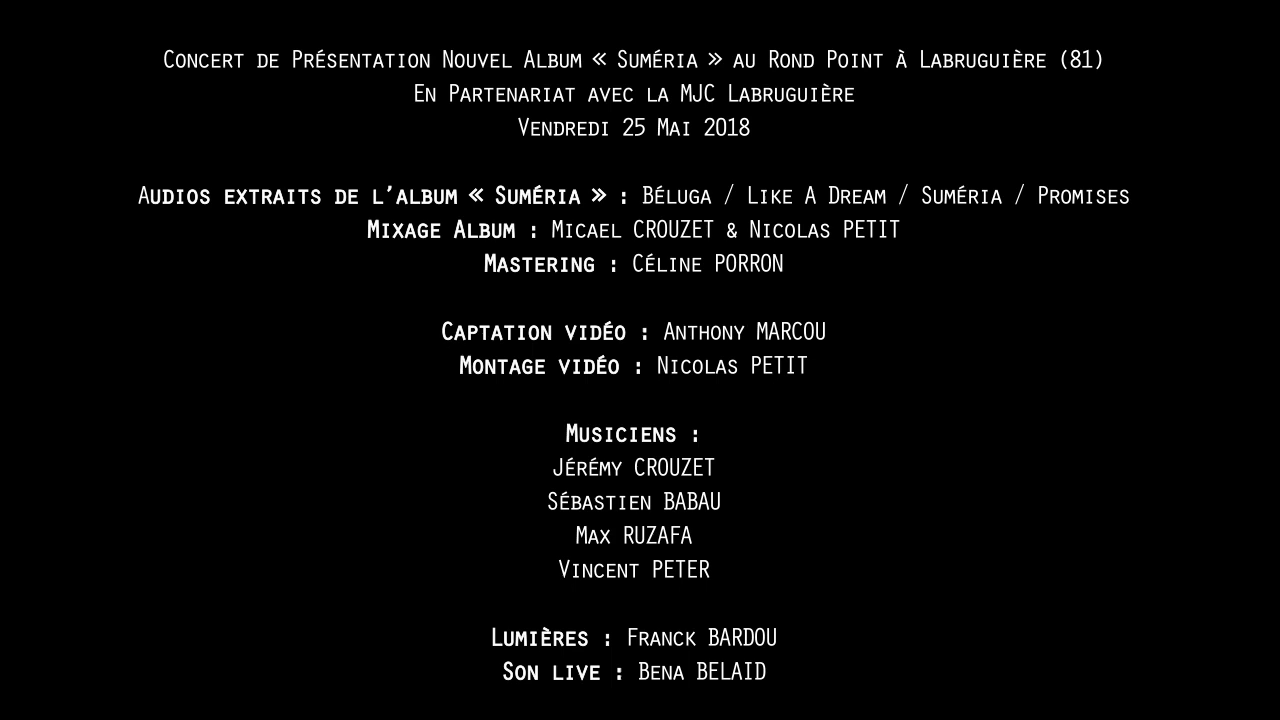 Concert de Présentation Nouvel Album « Suméria » au Rond Point à Labruguière (81)
En Partenariat avec la MJC Labruguière
Vendredi 25 Mai 2018
Audios extraits de l'album « Suméria » : Béluga / Like A Dream / Suméria / Promises
Mixage Album : Micael CROUZET & Nicolas PETIT
Mastering : Céline PORRON
Captation vidéo : Anthony MARCOU
Montage vidéo : Nicolas PETIT
Musiciens :
Jérémy CROUZET
Sébastien BABAU
Max RUZAFA
Vincent PETER
Lumières : Franck BARDOU
Son live : Bena BELAID